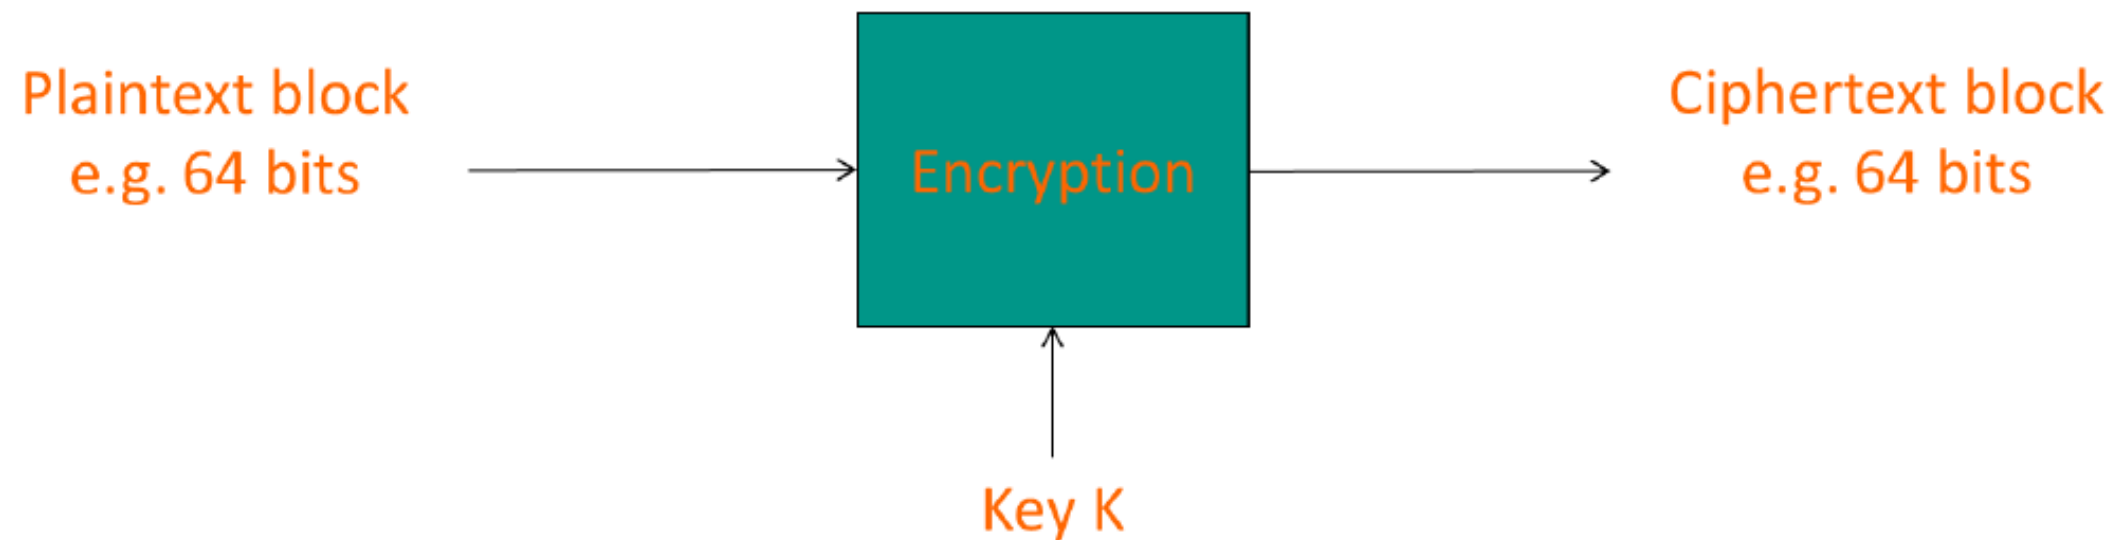 Plaintext block
e.g. 64 bits
Encryption
Ciphertext block
e.g. 64 bits
Key K